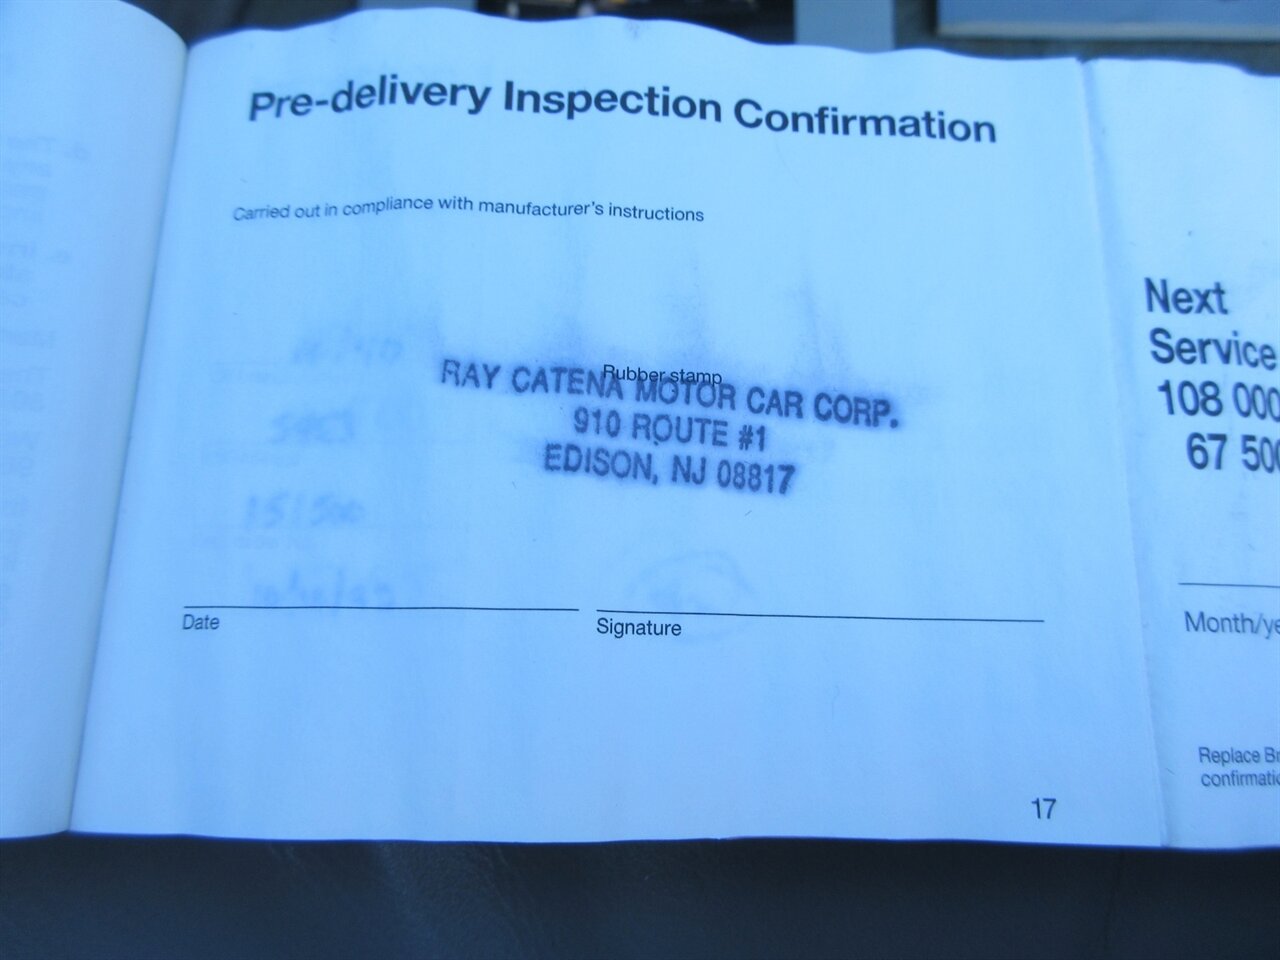 Pre-delivery Inspection Confirmation
Carried out in compliance with manufacturer's instructions
Rubber stamp
RAY CATENA MOTOR CAR CORP.
910 ROUTE #1
EDISON, NJ 08817
Date
Signature
17
Next
Service
108 000
67 500
Month/ye
Replace Br
confirmatio